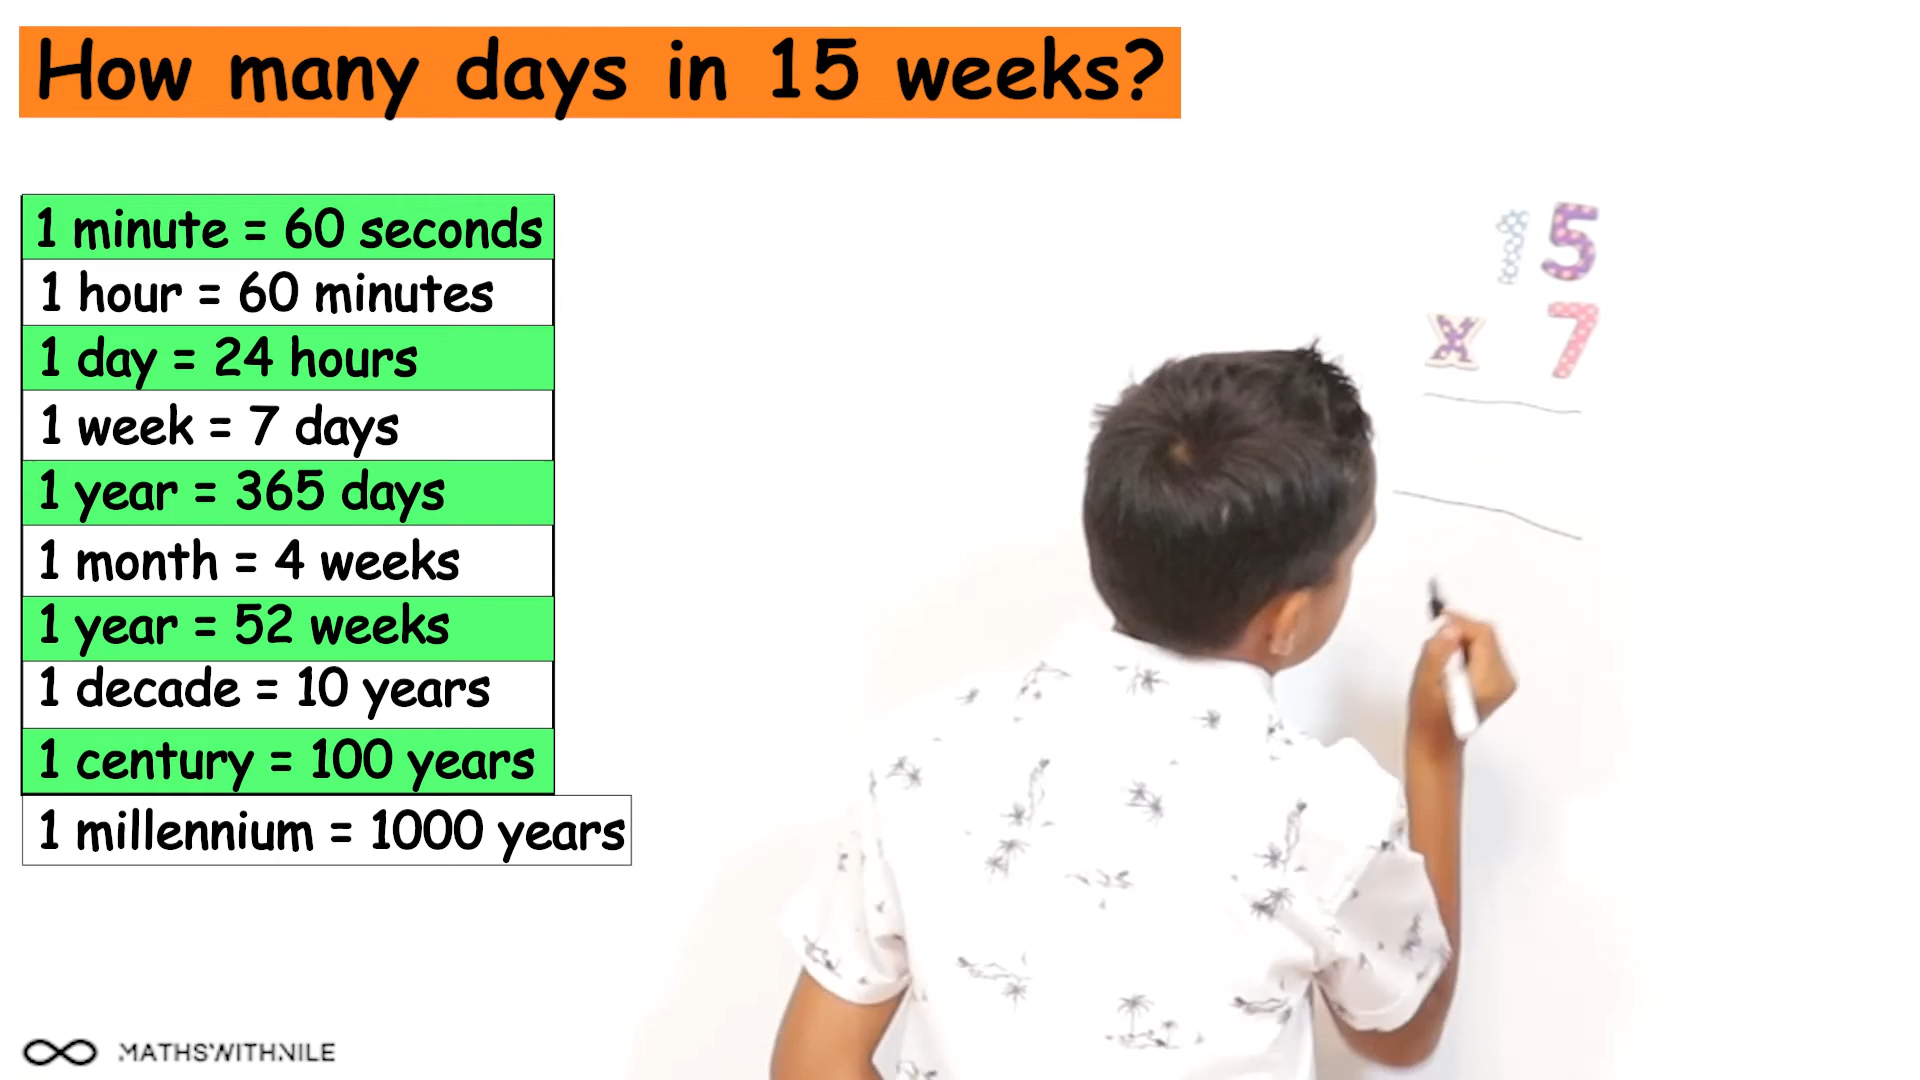 How many days in 15 weeks?
1 minute = 60 seconds
1 hour = 60 minutes
1 day = 24 hours
1 week = 7 days
1 year = 365 days
1 month = 4 weeks
1 year = 52 weeks
1 decade = 10 years
1 century = 100 years
1 millennium = 1000 years
15
x 7
MATHSWITHNILE